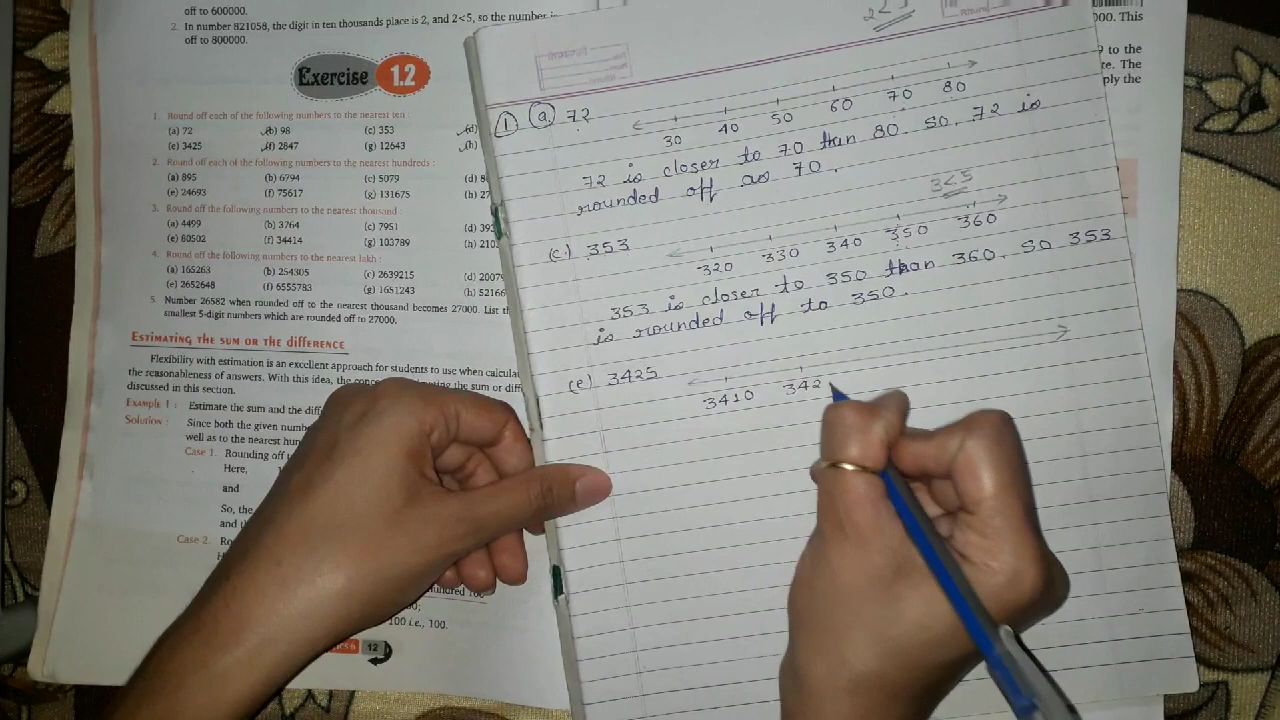 off to 600000.
2. In number 821058, the digit in ten thousands place is 2, and 2<5, so the number is
off to 800000.
Exercise 1.2
1. Round off each of the following numbers to the nearest ten :
(a) 72 (b) 98 (c) 353 (d)
(e) 3425 (f) 2847 (g) 12643 (h)
2. Round off each of the following numbers to the nearest hundreds :
(a) 895 (b) 6794 (c) 5079 (d) 8
(e) 24693 (f) 75617 (g) 131675 (h) 27
3. Round off the following numbers to the nearest thousand :
(a) 4499 (b) 3764 (c) 7951 (d) 393
(e) 80502 (f) 34414 (g) 103789 (h) 210
4. Round off the following numbers to the nearest lakh :
(a) 165263 (b) 254305 (c) 2639215 (d) 20079
(e) 2652648 (f) 6555783 (g) 1651243 (h) 52166
5. Number 26582 when rounded off to the nearest thousand becomes 27000. List
smallest 5-digit numbers which are rounded off to 27000.
ESTIMATING THE SUM OR THE DIFFERENCE
Flexibility with estimation is an excellent approach for students to use when
the reasonableness of answers. With this idea, the the sum or
discussed in this section.
Example 1 : Estimate the sum and the
Solution : Since both the given
well as to the nearest
Case 1. Rounding off
Here,
and
So, the
and
Case 2.
100 i.e., 100.
12
000. This
to the
The
ply the
2<5
① (a) 72
30 40 50 60 70 80
72 is closer to 70 than 80. So, 72 is
rounded off as 70.
3<5
(c) 353
320 330 340 350 360
353 is closer to 350 than 360. So 353
is rounded off to 350.
(e) 3425
3410 342